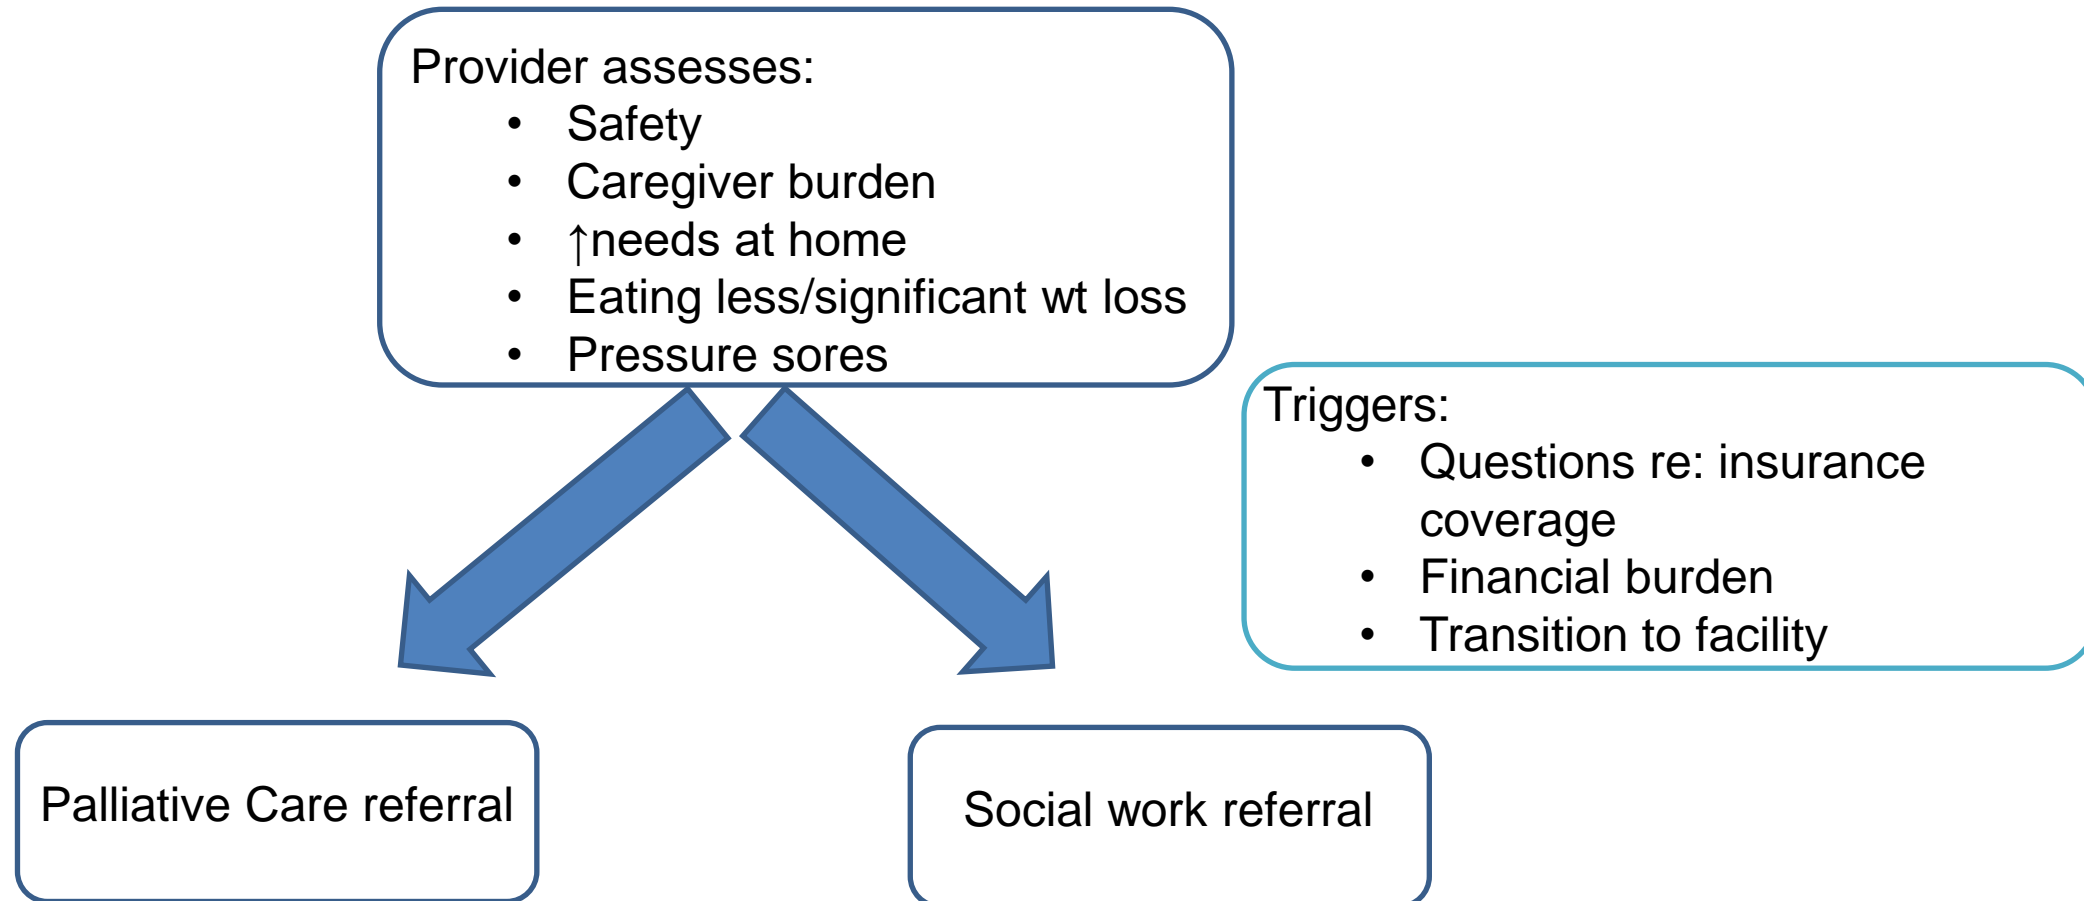 Provider assesses:
• Safety
• Caregiver burden
• ↑needs at home
• Eating less/significant wt loss
• Pressure sores
Triggers:
• Questions re: insurance
coverage
• Financial burden
• Transition to facility
Palliative Care referral
Social work referral